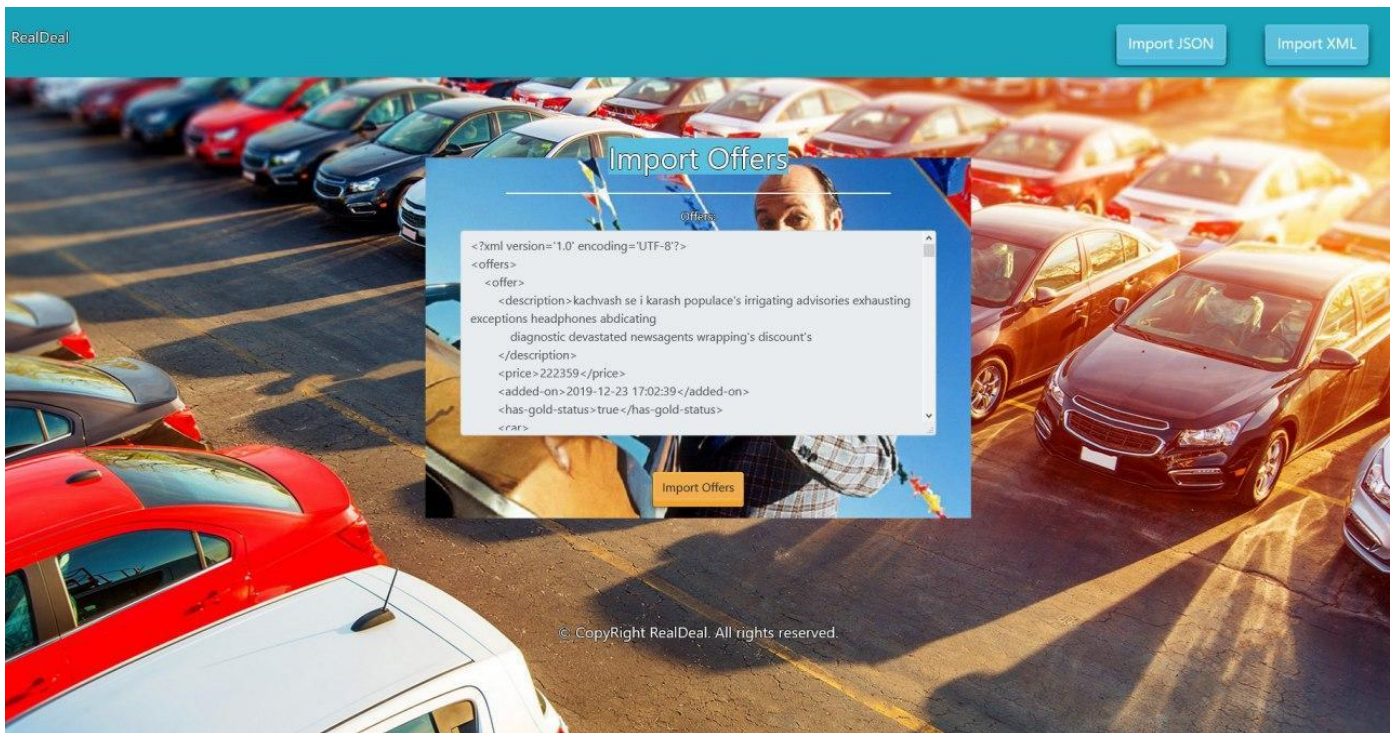 RealDeal
Import JSON
Import XML
Import Offers
Offers:
<?xml version='1.0' encoding='UTF-8'?>
<offers>
<offer>
<description>kachvash se i karash populace's irrigating advisories exhausting
exceptions headphones abdicating
diagnostic devastated newsagents wrapping's discount's
</description>
<price>222359</price>
<added-on>2019-12-23 17:02:39</added-on>
<has-gold-status>true</has-gold-status>
<car>
Import Offers
© CopyRight RealDeal. All rights reserved.